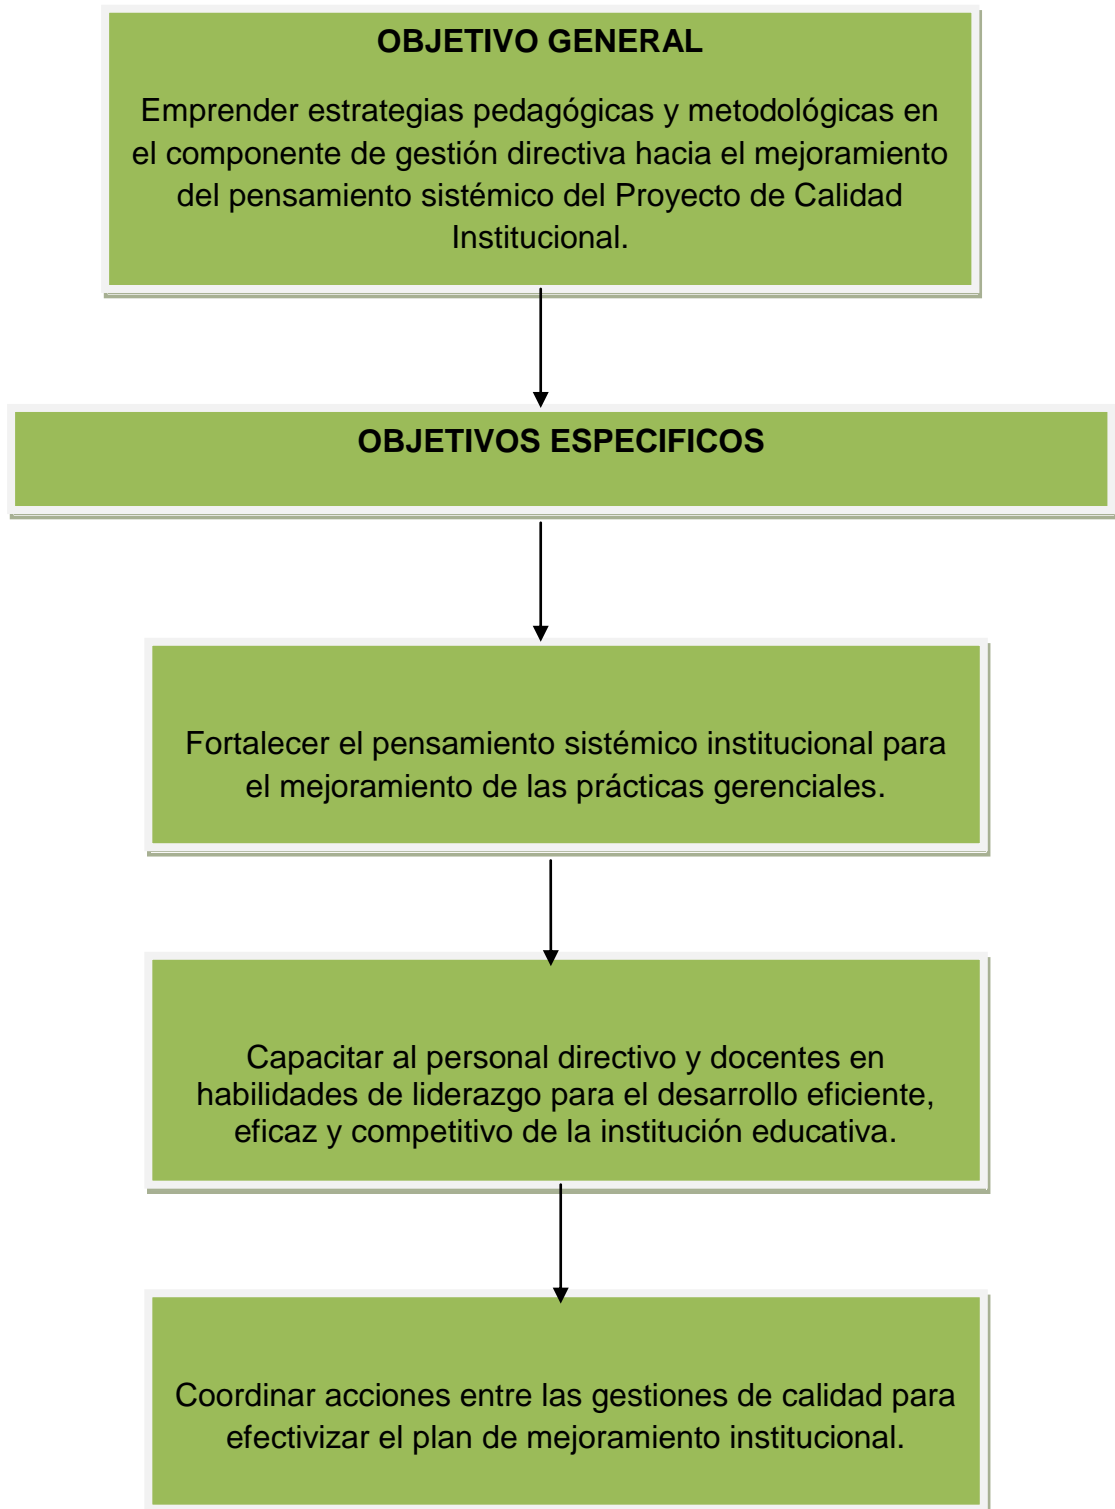 OBJETIVO GENERAL
Emprender estrategias pedagógicas y metodológicas en
el componente de gestión directiva hacia el mejoramiento
del pensamiento sistémico del Proyecto de Calidad
Institucional.
OBJETIVOS ESPECIFICOS
Fortalecer el pensamiento sistémico institucional para
el mejoramiento de las prácticas gerenciales.
Capacitar al personal directivo y docentes en
habilidades de liderazgo para el desarrollo eficiente,
eficaz y competitivo de la institución educativa.
Coordinar acciones entre las gestiones de calidad para
efectivizar el plan de mejoramiento institucional.